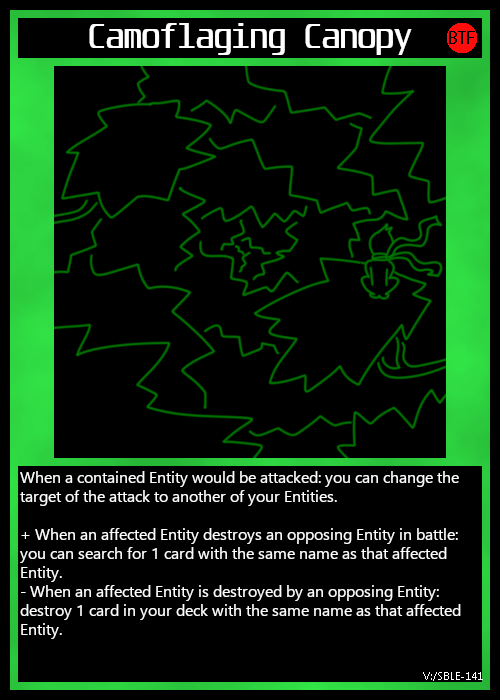 Camoflaging Canopy
BTF
When a contained Entity would be attacked: you can change the
target of the attack to another of your Entities.
+ When an affected Entity destroys an opposing Entity in battle:
you can search for 1 card with the same name as that affected
Entity.
- When an affected Entity is destroyed by an opposing Entity:
destroy 1 card in your deck with the same name as that affected
Entity.
V:/SBLE-141